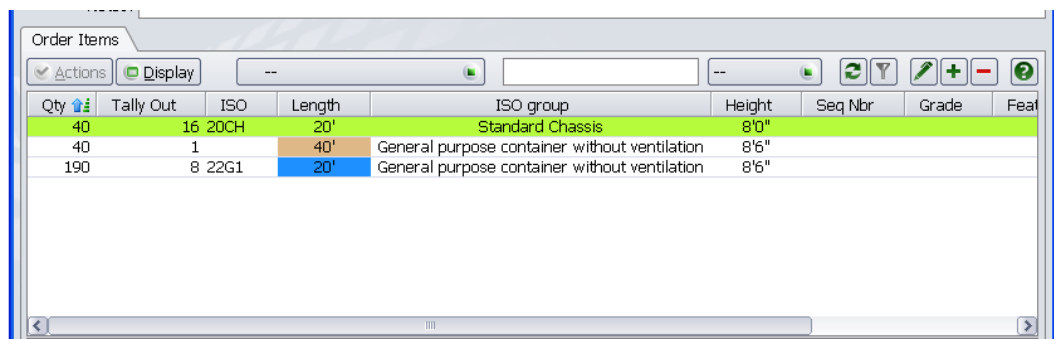 Order Items
Actions Display -- --
Qty Tally Out ISO Length ISO group Height Seq Nbr Grade Feat
40 16 20CH 20' Standard Chassis 8'0"
40 1 40' General purpose container without ventilation 8'6"
190 8 22G1 20' General purpose container without ventilation 8'6"